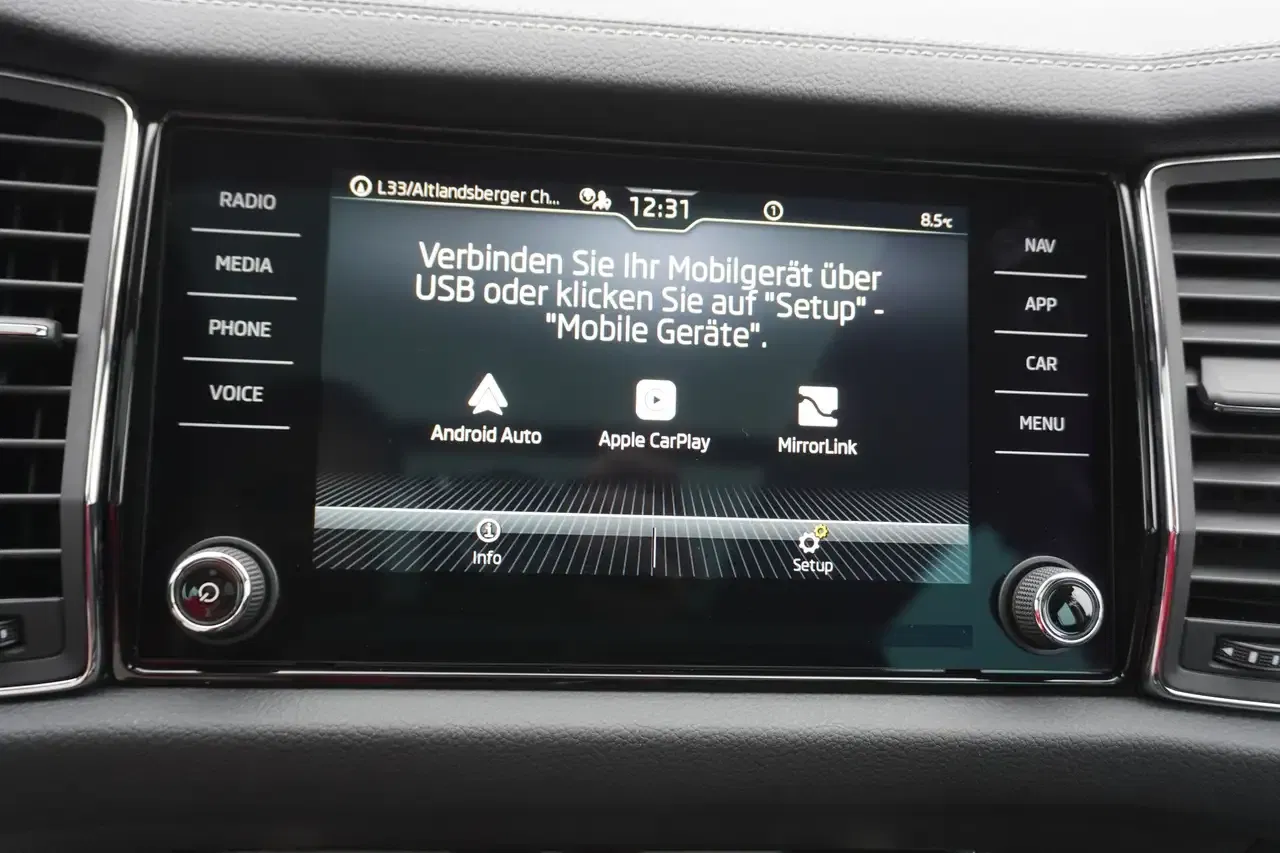 L33/Altlandsberger Ch...
12:31
1
8.5°C
RADIO
MEDIA
PHONE
VOICE
Verbinden Sie Ihr Mobilgerät über
USB oder klicken Sie auf "Setup" -
"Mobile Geräte".
Android Auto
Apple CarPlay
MirrorLink
Info
Setup
NAV
APP
CAR
MENU